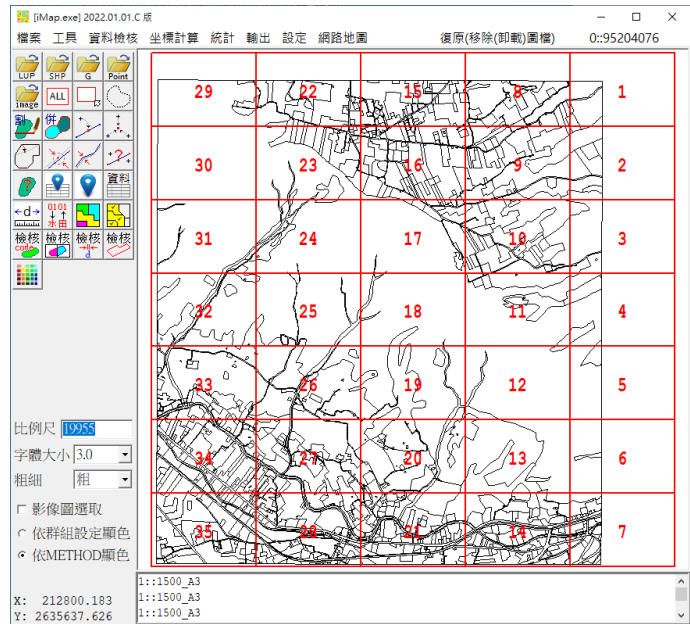 [iMap.exe] 2022.01.01.C 版
檔案 工具 資料檢核 坐標計算 統計 輸出 設定 網路地圖 復原(移除(卸載)圖檔) 0::95204076
LUP SHP G Point
image ALL
割 併
?
? 資料
d 0101
水田
檢核 檢核 檢核 檢核
code d
29 22 15 8 1
30 23 16 9 2
31 24 17 10 3
32 25 18 11 4
33 26 19 12 5
34 27 20 13 6
35 28 21 14 7
比例尺 19955
字體大小 3.0
粗細 粗
影像圖選取
依群組設定顯色
依METHOD顯色
X: 212800.183
Y: 2635637.626
1::1500_A3
1::1500_A3
1::1500_A3